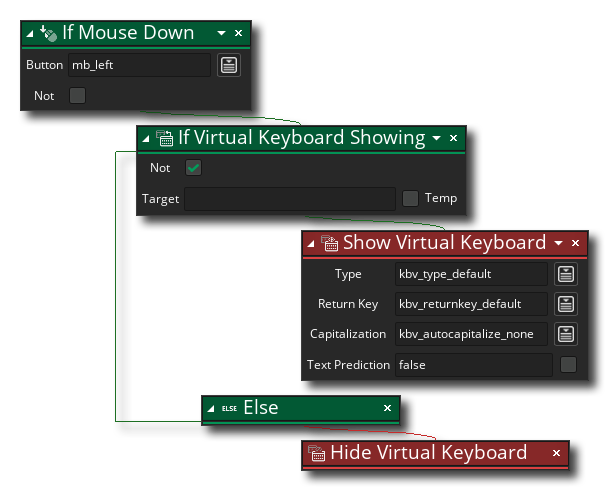 If Mouse Down
Button mb_left
Not
If Virtual Keyboard Showing
Not
Target Temp
Show Virtual Keyboard
Type kbv_type_default
Return Key kbv_returnkey_default
Capitalization kbv_autocapitalize_none
Text Prediction false
ELSE Else
Hide Virtual Keyboard